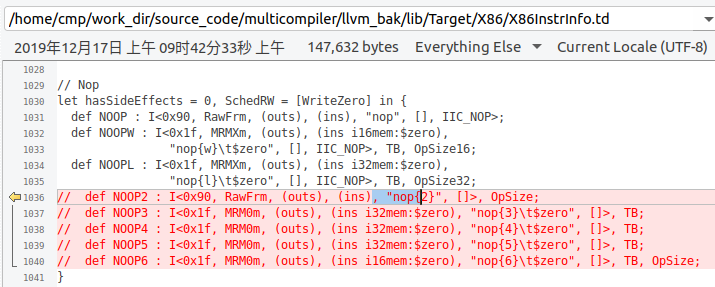 /home/cmp/work_dir/source_code/multicompiler/llvm_bak/lib/Target/X86/X86InstrInfo.td
2019年12月17日 上午 09时42分33秒 上午 147,632 bytes Everything Else Current Locale (UTF-8)
1028
1029 // Nop
1030 let hasSideEffects = 0, SchedRW = [WriteZero] in {
1031 def NOOP : I<0x90, RawFrm, (outs), (ins), "nop", [], IIC_NOP>;
1032 def NOOPW : I<0x1f, MRMXm, (outs), (ins i16mem:$zero),
1033 "nop{w}\t$zero", [], IIC_NOP>, TB, OpSize16;
1034 def NOOPL : I<0x1f, MRMXm, (outs), (ins i32mem:$zero),
1035 "nop{l}\t$zero", [], IIC_NOP>, TB, OpSize32;
1036 // def NOOP2 : I<0x90, RawFrm, (outs), (ins), "nop{2}", []>, OpSize;
1037 // def NOOP3 : I<0x1f, MRM0m, (outs), (ins i32mem:$zero), "nop{3}\t$zero", []>, TB;
1038 // def NOOP4 : I<0x1f, MRM0m, (outs), (ins i32mem:$zero), "nop{4}\t$zero", []>, TB;
1039 // def NOOP5 : I<0x1f, MRM0m, (outs), (ins i32mem:$zero), "nop{5}\t$zero", []>, TB;
1040 // def NOOP6 : I<0x1f, MRM0m, (outs), (ins i16mem:$zero), "nop{6}\t$zero", []>, TB, OpSize;
1041 }